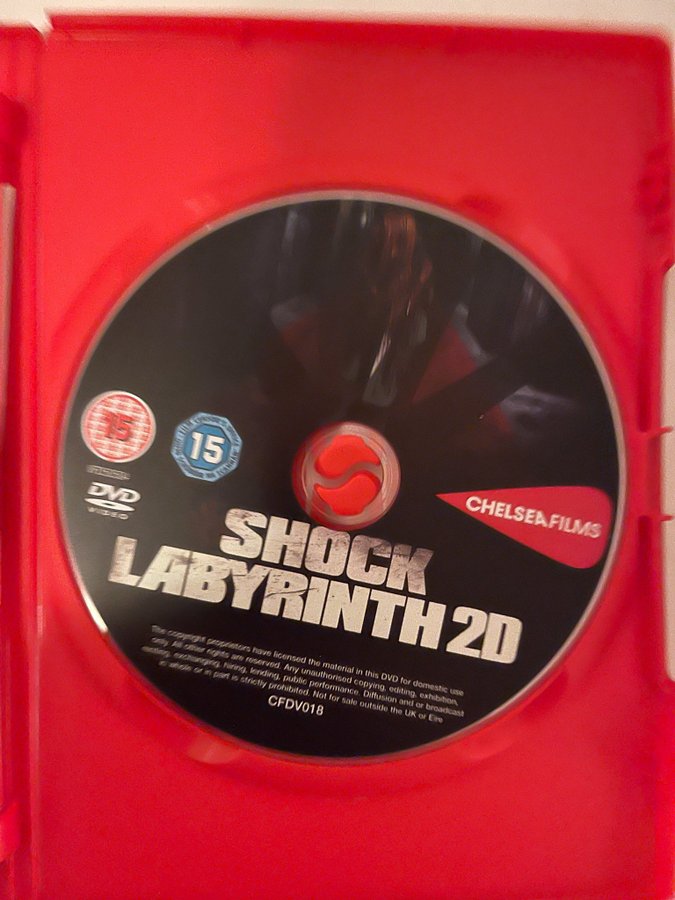 15
15
DVD
VIDEO
CHELSEA FILMS
SHOCK
LABYRINTH 2D
The copyright proprietors have licensed the material in this DVD for domestic use
only. All other rights are reserved. Any unauthorised copying, editing, exhibition,
renting, exchanging, hiring, lending, public performance. Diffusion and or broadcast
in whole or in part is strictly prohibited. Not for sale outside the UK or Eire
CFDV018